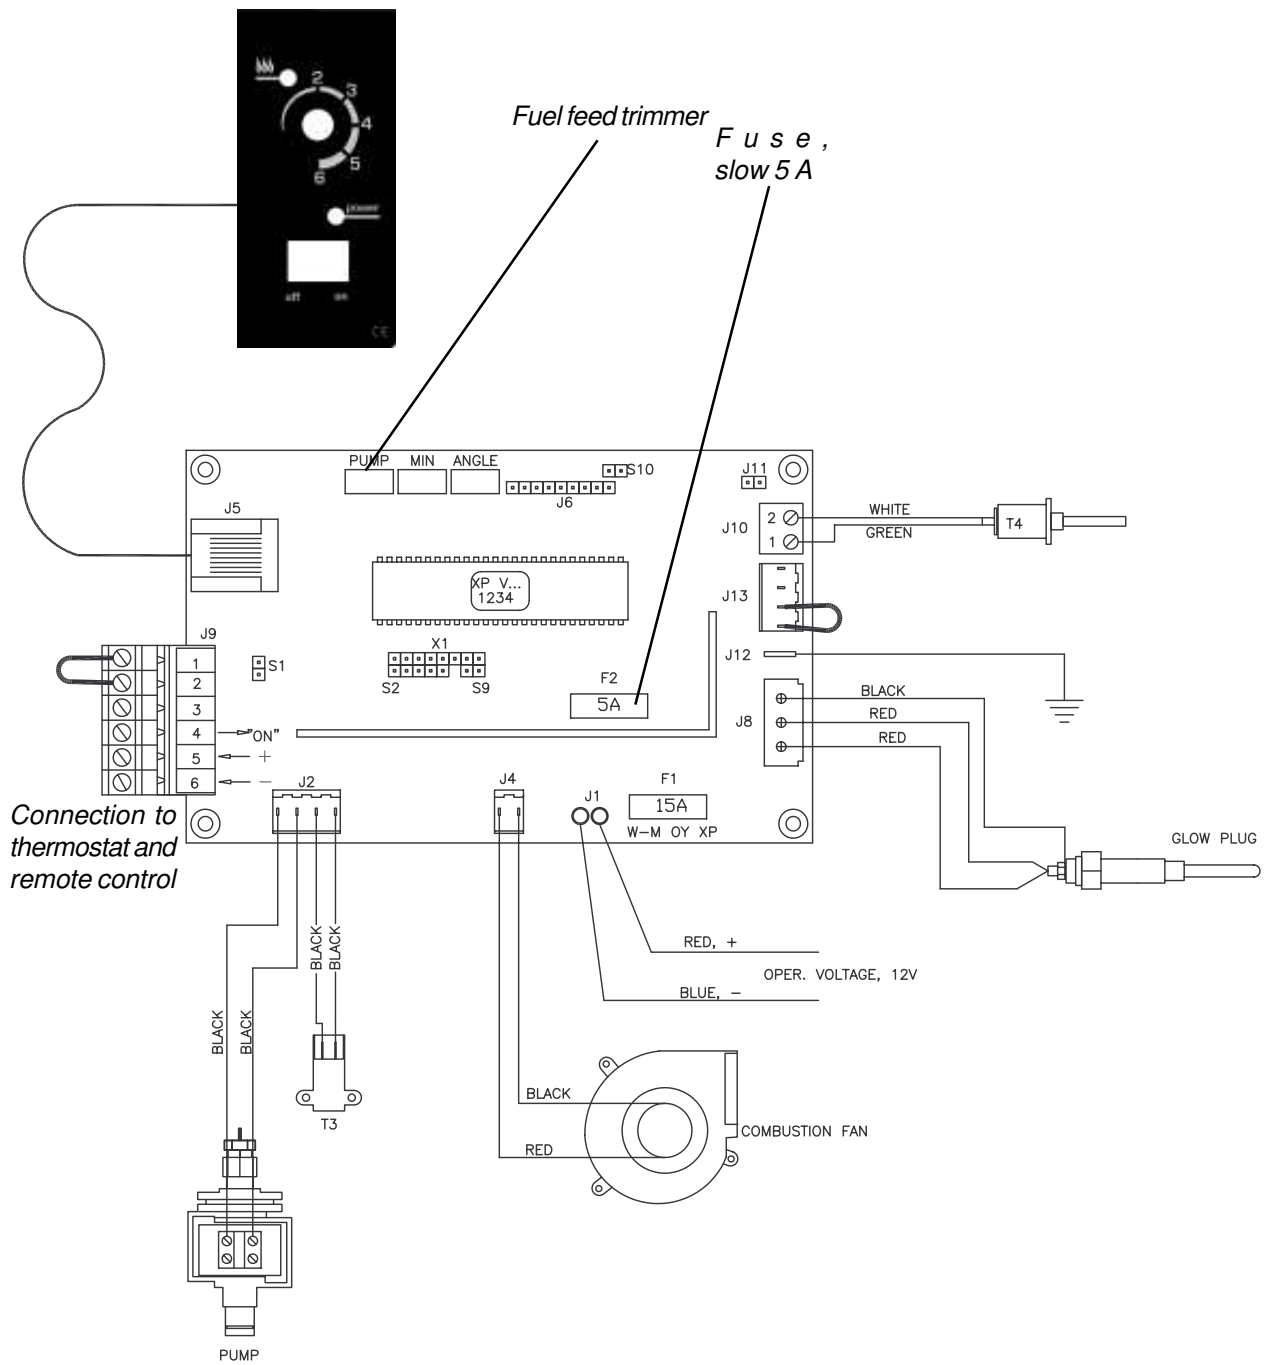 2
3
4
5
6
power
off on
CE
Fuel feed trimmer
Fuse,
slow 5 A
PUMP MIN ANGLE
S10
J11
J6
J5
2
WHITE
J10
T4
1
GREEN
XP V...
1234
J13
J9
X1
1
S1
J12
2
S2
S9
F2
BLACK
3
5A
RED
J8
4
"ON"
RED
5
+
6
–
J2
J4
F1
J1
15A
W-M OY XP
Connection to
thermostat and
remote control
GLOW PLUG
RED, +
OPER. VOLTAGE, 12V
BLUE, –
BLACK
BLACK
BLACK
BLACK
BLACK
T3
COMBUSTION FAN
RED
PUMP